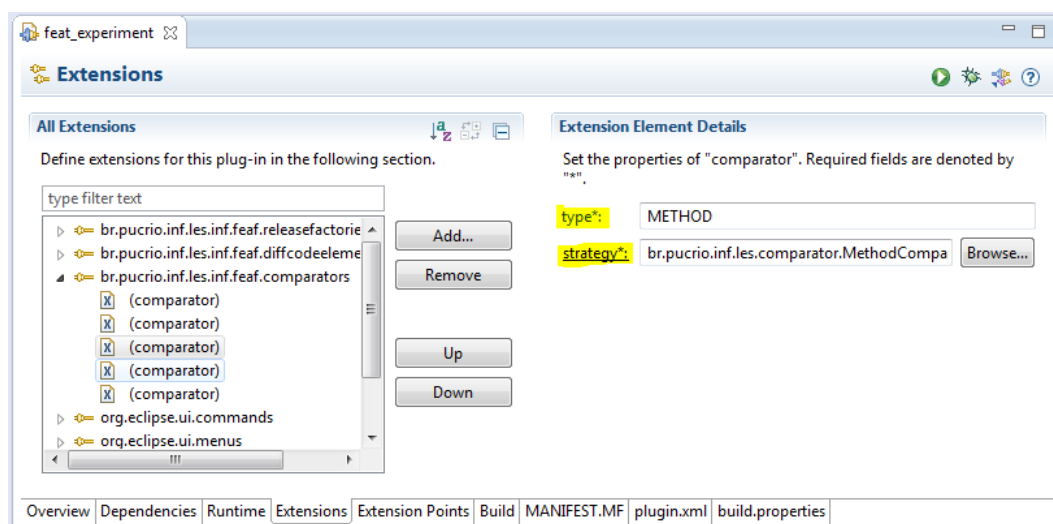 feat_experiment
Extensions
All Extensions
Define extensions for this plug-in in the following section.
type filter text
br.pucrio.inf.les.inf.feaf.releasefactorie
br.pucrio.inf.les.inf.feaf.diffcodeeleme
br.pucrio.inf.les.inf.feaf.comparators
(comparator)
(comparator)
(comparator)
(comparator)
(comparator)
org.eclipse.ui.commands
org.eclipse.ui.menus
Add...
Remove
Up
Down
Extension Element Details
Set the properties of "comparator". Required fields are denoted by
"*".
type*: METHOD
strategy*: br.pucrio.inf.les.comparator.MethodCompa Browse...
Overview Dependencies Runtime Extensions Extension Points Build MANIFEST.MF plugin.xml build.properties